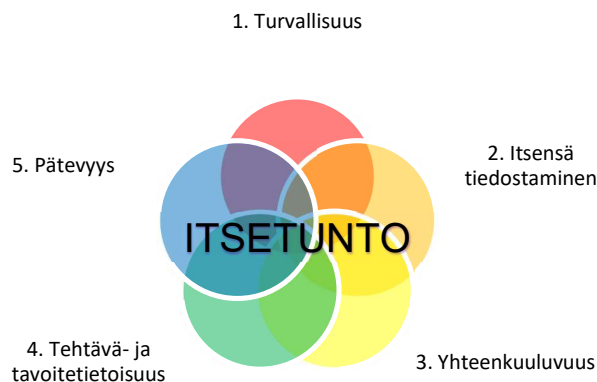 1. Turvallisuus
2. Itsensä
tiedostaminen
3. Yhteenkuuluvuus
4. Tehtävä- ja
tavoitetietoisuus
5. Pätevyys
ITSETUNTO